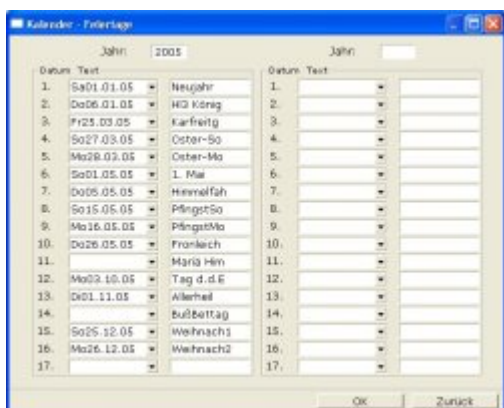 Kalender - Feiertage
Jahr: 2005 Jahr:
Datum Text Datum Text
1. Sa01.01.05 Neujahr 1.
2. Do06.01.05 Hl3 König 2.
3. Fr25.03.05 Karfreitg 3.
4. So27.03.05 Oster-So 4.
5. Mo28.03.05 Oster-Mo 5.
6. So01.05.05 1. Mai 6.
7. Do05.05.05 Himmelfah 7.
8. So15.05.05 PfingstSo 8.
9. Mo16.05.05 PfingstMo 9.
10. Do26.05.05 Fronleich 10.
11. Maria Him 11.
12. Mo03.10.05 Tag d.d.E 12.
13. Di01.11.05 Allerheil 13.
14. BußBettag 14.
15. So25.12.05 Weihnach1 15.
16. Mo26.12.05 Weihnach2 16.
17. 17.
OK Zurück